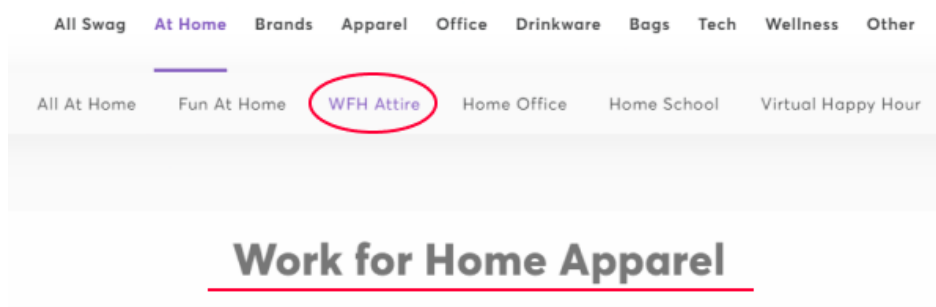 All Swag At Home Brands Apparel Office Drinkware Bags Tech Wellness Other
All At Home Fun At Home WFH Attire Home Office Home School Virtual Happy Hour
Work for Home Apparel